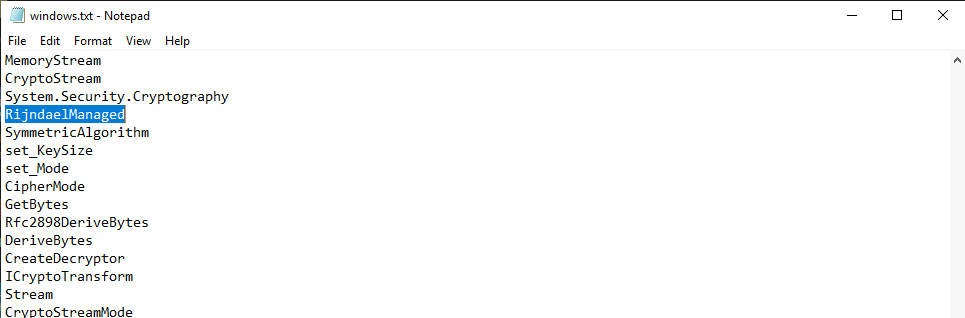 windows.txt - Notepad
File Edit Format View Help
MemoryStream
CryptoStream
System.Security.Cryptography
RijndaelManaged
SymmetricAlgorithm
set_KeySize
set_Mode
CipherMode
GetBytes
Rfc2898DeriveBytes
DeriveBytes
CreateDecryptor
ICryptoTransform
Stream
CryptoStreamMode